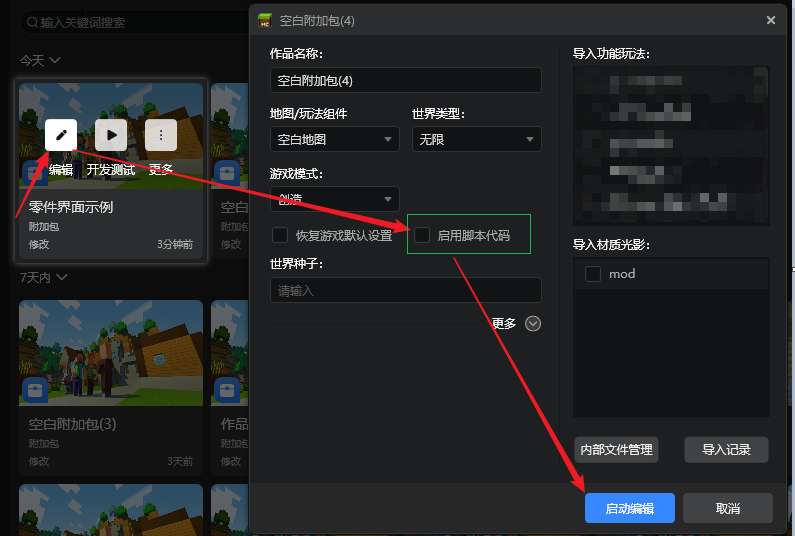 输入关键词搜索
今天
编辑
开发测试
更多
零件界面示例
附加包
修改
3分钟前
空白
附加包
修改
7天内
空白附加包(3)
附加包
修改
3天前
作品
附加包
修改
MC
空白附加包(4)
作品名称:
空白附加包(4)
地图/玩法组件
世界类型:
空白地图
无限
游戏模式:
创造
恢复游戏默认设置
启用脚本代码
世界种子:
请输入
更多
导入功能玩法:
导入材质光影:
mod
内部文件管理
导入记录
启动编辑
取消